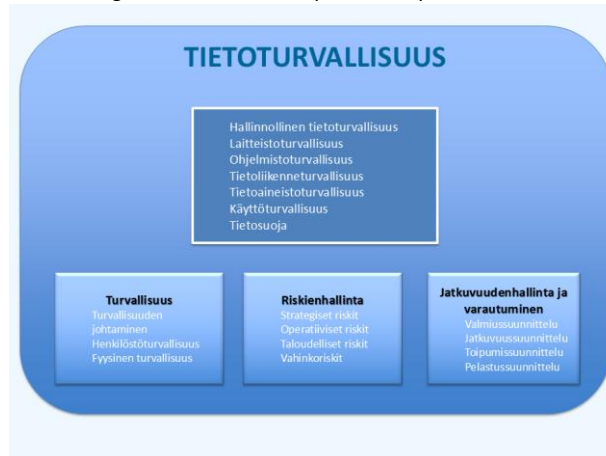 TIETOTURVALLISUUS
Hallinnollinen tietoturvallisuus
Laitteistoturvallisuus
Ohjelmistoturvallisuus
Tietoliikenneturvallisuus
Tietoaineistoturvallisuus
Käyttöturvallisuus
Tietosuoja
Turvallisuus
Turvallisuuden
johtaminen
Henkilöstöturvallisuus
Fyysinen turvallisuus
Riskienhallinta
Strategiset riskit
Operatiiviset riskit
Taloudelliset riskit
Vahinkoriskit
Jatkuvuudenhallinta ja
varautuminen
Valmiussuunnittelu
Jatkuvuussuunnittelu
Toipumissuunnittelu
Pelastussuunnittelu